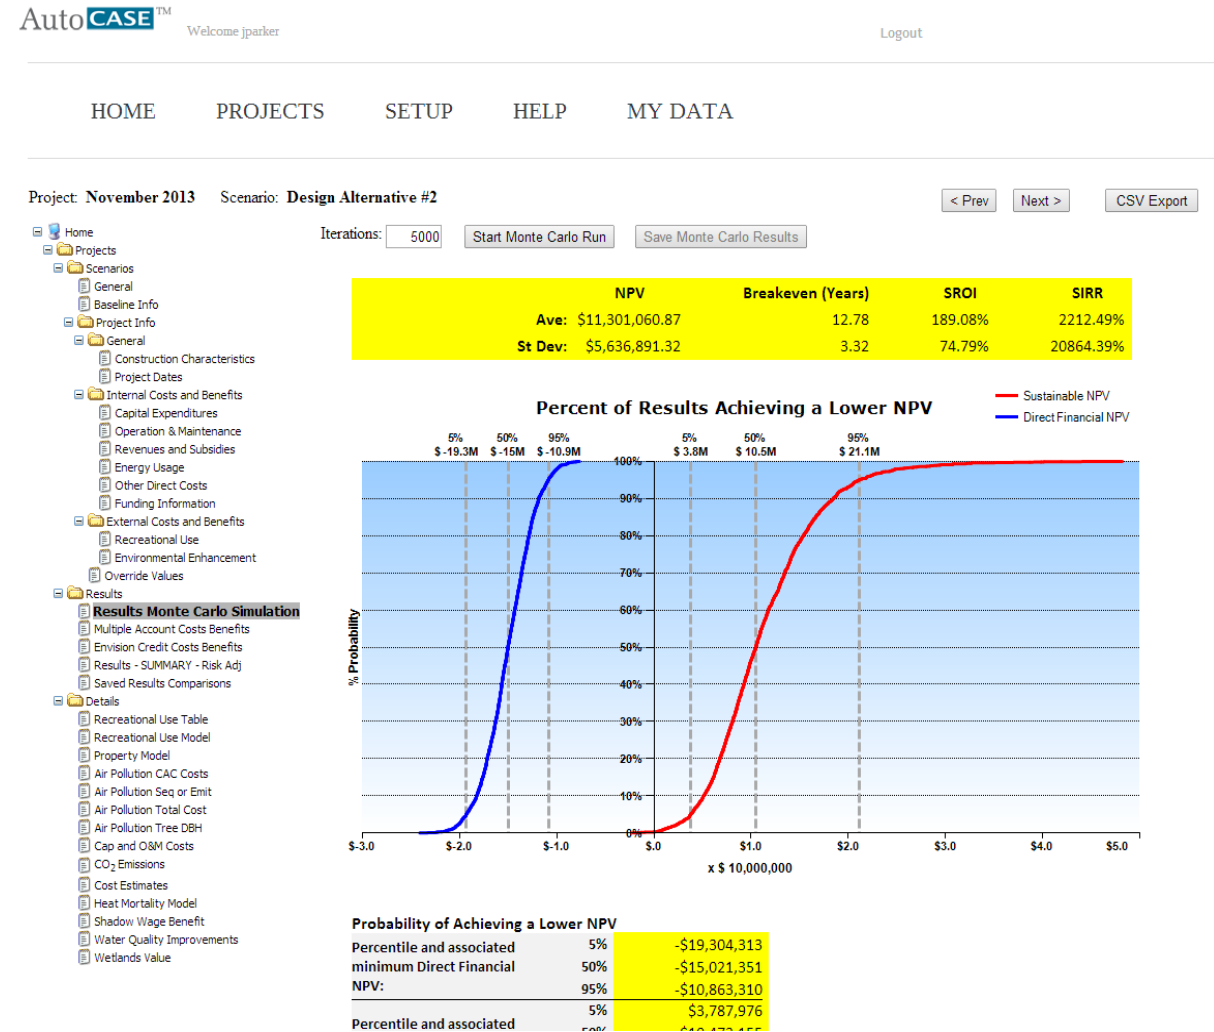 AutoCASE™
Welcome jparker
Logout
HOME PROJECTS SETUP HELP MY DATA
Project: November 2013 Scenario: Design Alternative #2
< Prev Next > CSV Export
Home
Projects
Scenarios
General
Baseline Info
Project Info
General
Construction Characteristics
Project Dates
Internal Costs and Benefits
Capital Expenditures
Operation & Maintenance
Revenues and Subsidies
Energy Usage
Other Direct Costs
Funding Information
External Costs and Benefits
Recreational Use
Environmental Enhancement
Override Values
Results
Results Monte Carlo Simulation
Multiple Account Costs Benefits
Envision Credit Costs Benefits
Results - SUMMARY - Risk Adj
Saved Results Comparisons
Details
Recreational Use Table
Recreational Use Model
Property Model
Air Pollution CAC Costs
Air Pollution Seq or Emit
Air Pollution Total Cost
Air Pollution Tree DBH
Cap and O&M Costs
CO2 Emissions
Cost Estimates
Heat Mortality Model
Shadow Wage Benefit
Water Quality Improvements
Wetlands Value
Iterations: 5000 Start Monte Carlo Run Save Monte Carlo Results
NPV Breakeven (Years) SROI SIRR
Ave: $11,301,060.87 12.78 189.08% 2212.49%
St Dev: $5,636,891.32 3.32 74.79% 20864.39%
Percent of Results Achieving a Lower NPV
Sustainable NPV
Direct Financial NPV
5% 50% 95% 5% 50% 95%
$ -19.3M $ -15M $ -10.9M $ 3.8M $ 10.5M $ 21.1M
100%
90%
80%
70%
60%
50%
40%
30%
20%
10%
0%
% Probability
$-3.0 $-2.0 $-1.0 $.0 $1.0 $2.0 $3.0 $4.0 $5.0
x $ 10,000,000
Probability of Achieving a Lower NPV
Percentile and associated 5% -$19,304,313
minimum Direct Financial 50% -$15,021,351
NPV: 95% -$10,863,310
5% $3,787,976
Percentile and associated 50%